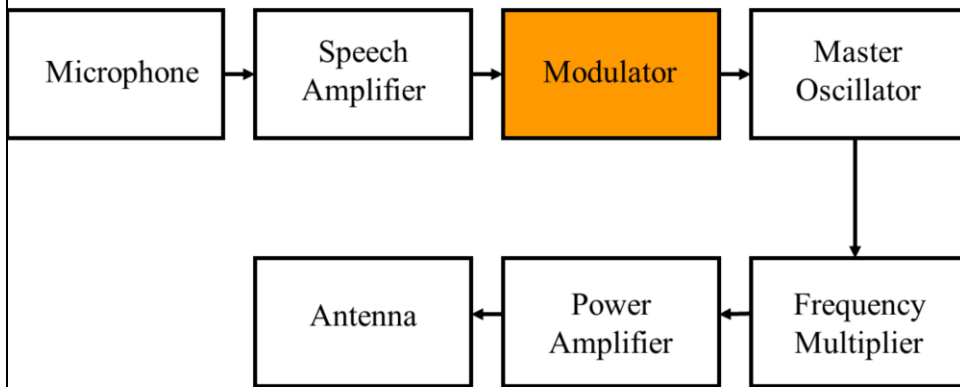 Microphone
Speech
Amplifier
Modulator
Master
Oscillator
Antenna
Power
Amplifier
Frequency
Multiplier